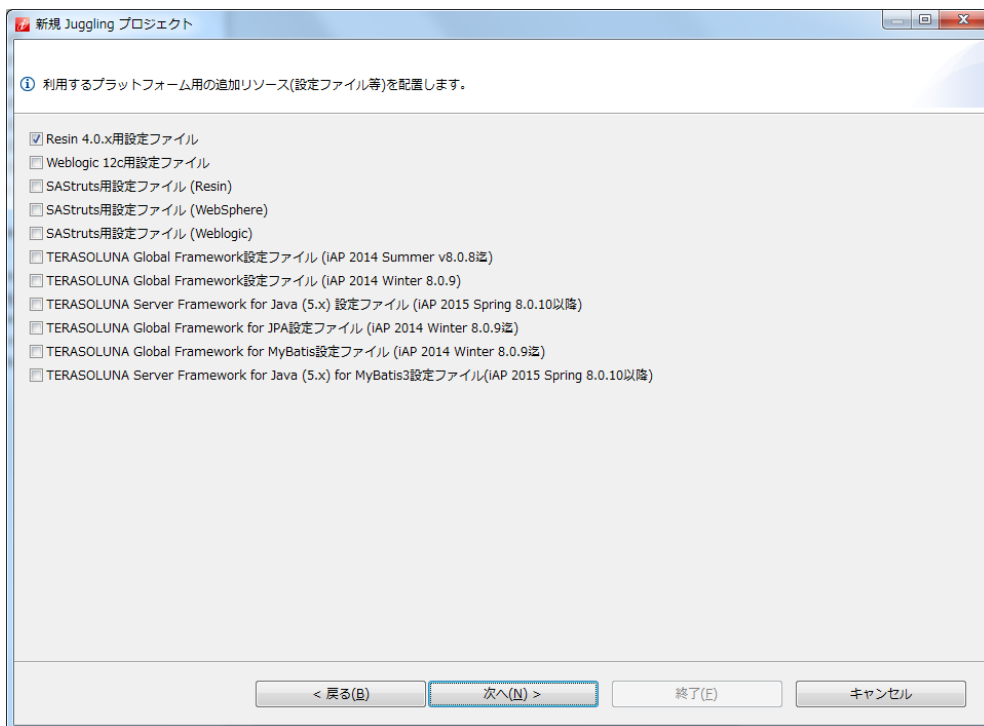 新規 Juggling プロジェクト
利用するプラットフォーム用の追加リソース(設定ファイル等)を配置します。
Resin 4.0.x用設定ファイル
Weblogic 12c用設定ファイル
SAStruts用設定ファイル (Resin)
SAStruts用設定ファイル (WebSphere)
SAStruts用設定ファイル (Weblogic)
TERASOLUNA Global Framework設定ファイル (iAP 2014 Summer v8.0.8迄)
TERASOLUNA Global Framework設定ファイル (iAP 2014 Winter 8.0.9)
TERASOLUNA Server Framework for Java (5.x) 設定ファイル (iAP 2015 Spring 8.0.10以降)
TERASOLUNA Global Framework for JPA設定ファイル (iAP 2014 Winter 8.0.9迄)
TERASOLUNA Global Framework for MyBatis設定ファイル (iAP 2014 Winter 8.0.9迄)
TERASOLUNA Server Framework for Java (5.x) for MyBatis3設定ファイル(iAP 2015 Spring 8.0.10以降)
< 戻る(B) 次へ(N) > 終了(F) キャンセル